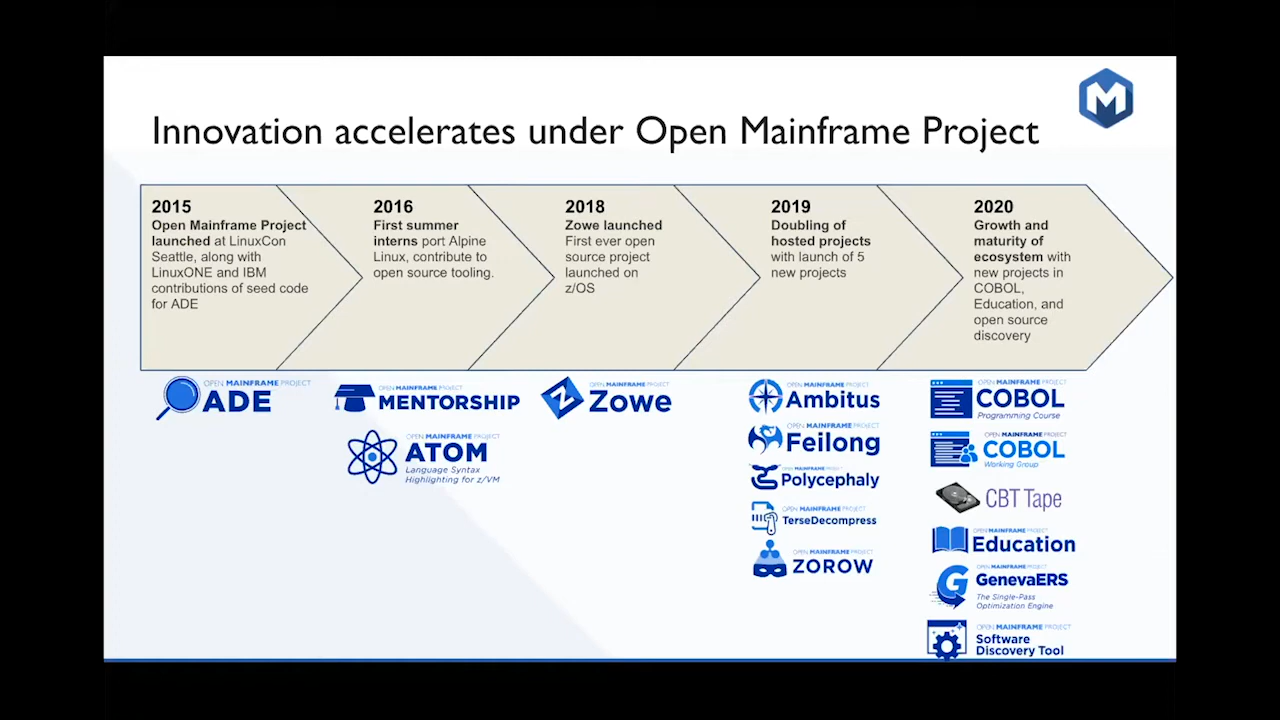 Innovation accelerates under Open Mainframe Project
2015
Open Mainframe Project
launched at LinuxCon
Seattle, along with
LinuxONE and IBM
contributions of seed code
for ADE
2016
First summer
interns port Alpine
Linux, contribute to
open source tooling.
2018
Zowe launched
First ever open
source project
launched on
z/OS
2019
Doubling of
hosted projects
with launch of 5
new projects
2020
Growth and
maturity of
ecosystem with
new projects in
COBOL,
Education, and
open source
discovery
OPEN MAINFRAME PROJECT
ADE
OPEN MAINFRAME PROJECT
MENTORSHIP
OPEN MAINFRAME PROJECT
ATOM
Language Syntax
Highlighting for z/VM
OPEN MAINFRAME PROJECT
Zowe
OPEN MAINFRAME PROJECT
Ambitus
OPEN MAINFRAME PROJECT
Feilong
OPEN MAINFRAME PROJECT
Polycephaly
OPEN MAINFRAME PROJECT
TerseDecompress
OPEN MAINFRAME PROJECT
ZOROW
OPEN MAINFRAME PROJECT
COBOL
Programming Course
OPEN MAINFRAME PROJECT
COBOL
Working Group
CBT Tape
OPEN MAINFRAME PROJECT
Education
OPEN MAINFRAME PROJECT
GenevaERS
The Single-Pass
Optimization Engine
OPEN MAINFRAME PROJECT
Software
Discovery Tool